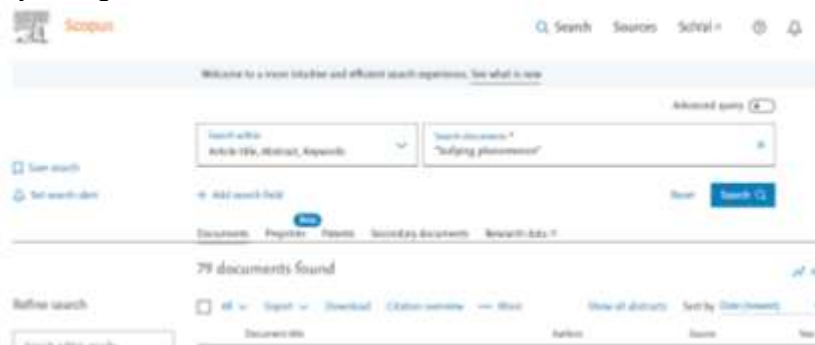 Scopus
Search Sources SciVal
Welcome to a more intuitive and efficient search experience. See what is new
Advanced query
Search within
Article title, Abstract, Keywords
Search documents *
"bullying phenomenon"
Save search
Set search alert
+ Add search field
Reset Search
Beta
Documents Preprints Patents Secondary documents Research data
79 documents found
Refine search
All Export Download Citation overview ... More Show all abstracts Sort by Date (newest)
Document title Authors Source